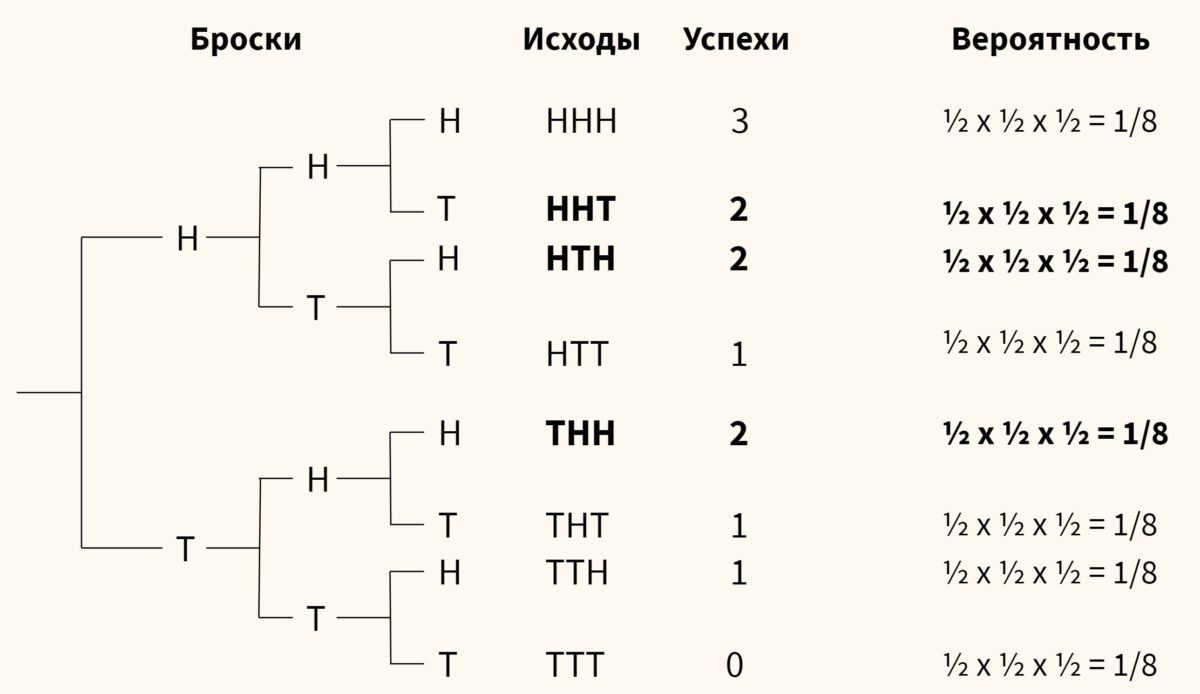 Броски Исходы Успехи Вероятность
H HHH 3 ½ x ½ x ½ = 1/8
H
T HHT 2 ½ x ½ x ½ = 1/8
H
H HTH 2 ½ x ½ x ½ = 1/8
T
T HTT 1 ½ x ½ x ½ = 1/8
H THH 2 ½ x ½ x ½ = 1/8
H
T THT 1 ½ x ½ x ½ = 1/8
T
H TTH 1 ½ x ½ x ½ = 1/8
T
T TTT 0 ½ x ½ x ½ = 1/8